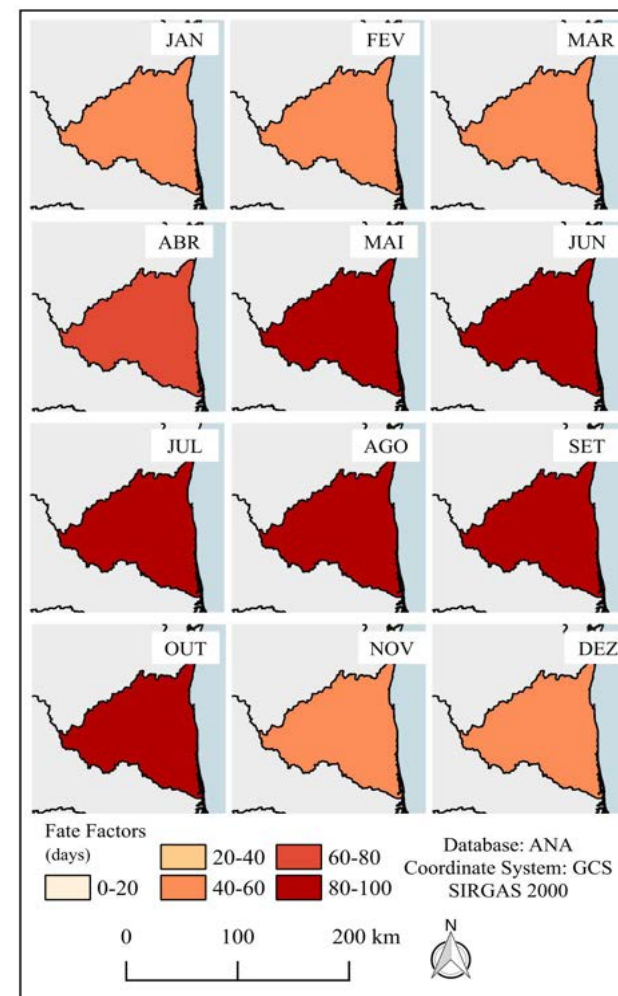 JAN FEV MAR
ABR MAI JUN
JUL AGO SET
OUT NOV DEZ
Fate Factors
(days)
0-20
20-40
40-60
60-80
80-100
Database: ANA
Coordinate System: GCS
SIRGAS 2000
0 100 200 km
N